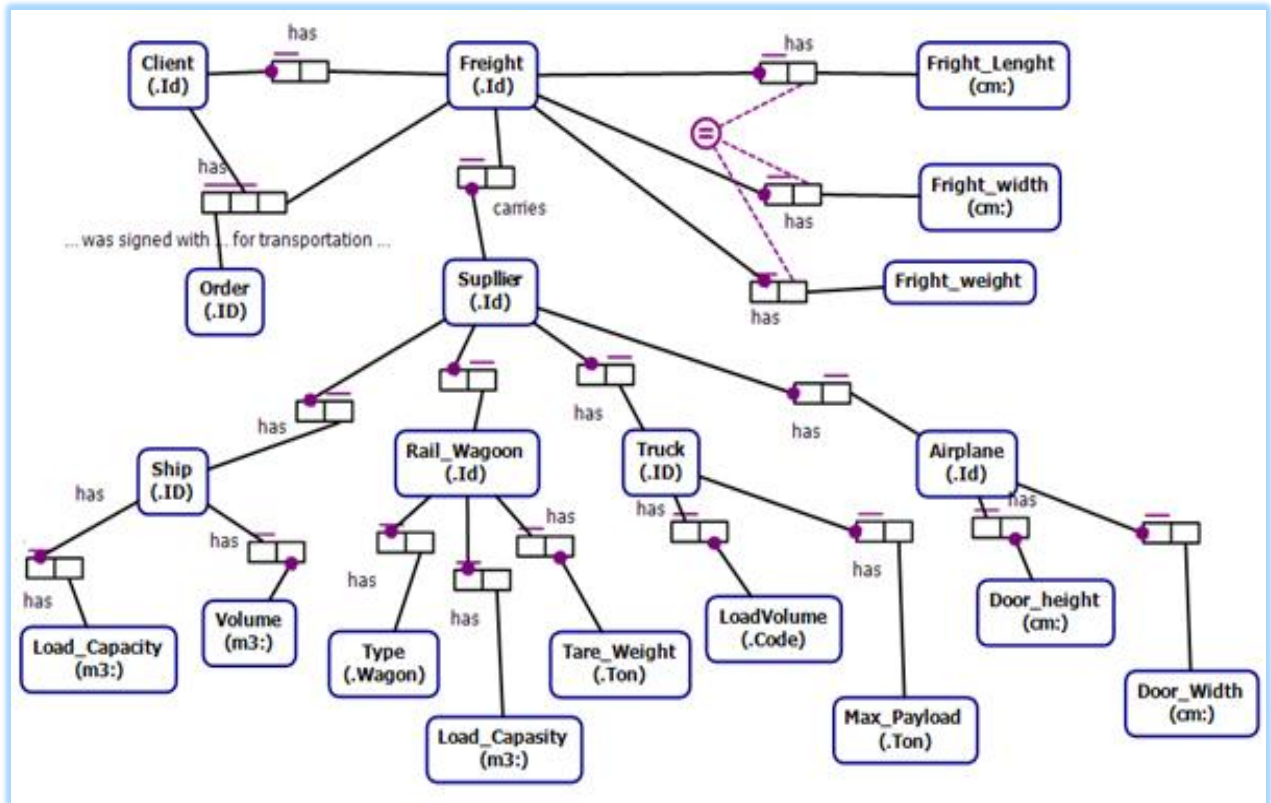 has
has
Client
(.Id)
Freight
(.Id)
Fright_Lenght
(cm:)
has
carries
Fright_width
(cm:)
has
... was signed with ... for transportation ...
Order
(.ID)
Supllier
(.Id)
Fright_weight
has
has
has
has
Ship
(.ID)
Rail_Wagoon
(.Id)
Truck
(.ID)
Airplane
(.Id)
has
has
has
has
has
has
has
has
has
Load_Capacity
(m3:)
Volume
(m3:)
Type
(.Wagon)
Tare_Weight
(.Ton)
LoadVolume
(.Code)
Door_height
(cm:)
Load_Capasity
(m3:)
Max_Payload
(.Ton)
Door_Width
(cm:)